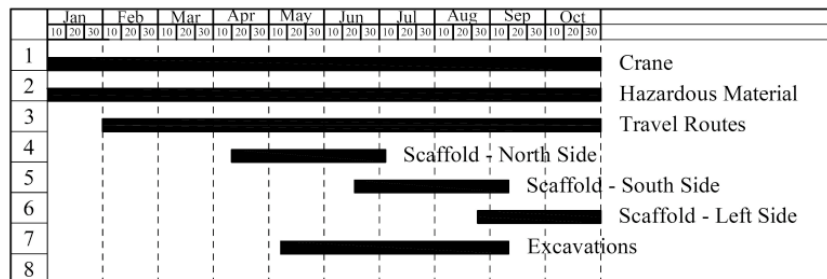 Jan Feb Mar Apr May Jun Jul Aug Sep Oct
10 20 30 10 20 30 10 20 30 10 20 30 10 20 30 10 20 30 10 20 30 10 20 30 10 20 30 10 20 30
1 Crane
2 Hazardous Material
3 Travel Routes
4 Scaffold - North Side
5 Scaffold - South Side
6 Scaffold - Left Side
7 Excavations
8